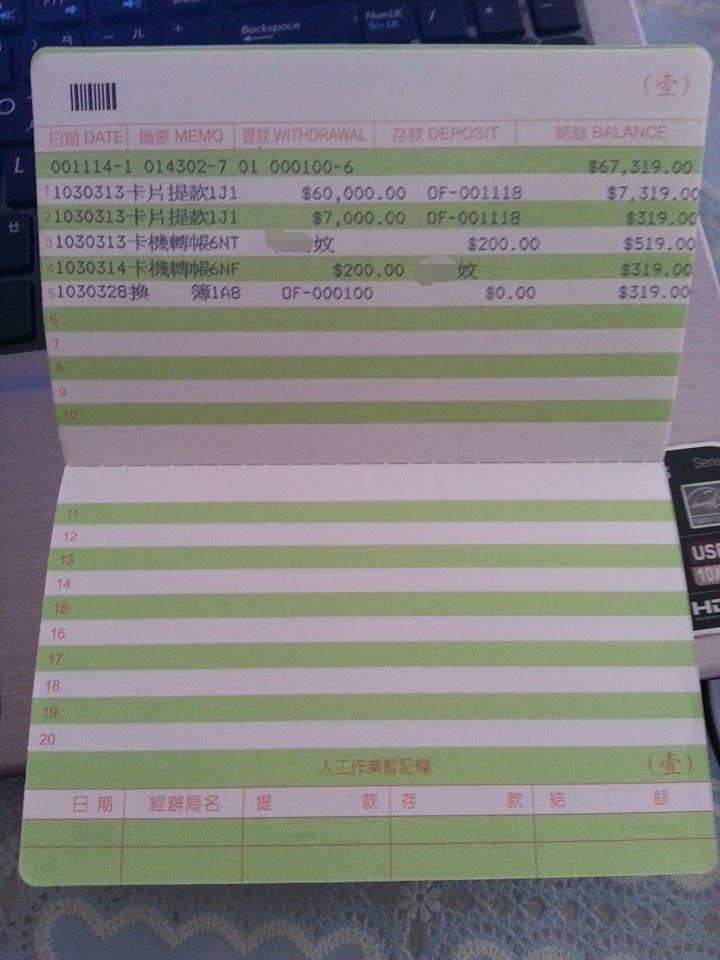 Backspace
NumLK
ScrLK
L
(壹)
日期 DATE 摘要 MEMO 提款 WITHDRAWAL 存款 DEPOSIT 結餘 BALANCE
001114-1 014302-7 01 000100-6 $67,319.00
1 1030313卡片提款1J1 $60,000.00 OF-001118 $7,319.00
2 1030313卡片提款1J1 $7,000.00 OF-001118 $319.00
3 1030313卡機轉帳6NT 妏 $200.00 $519.00
4 1030314卡機轉帳6NF $200.00 妏 $319.00
5 1030328換 簿1A8 OF-000100 $0.00 $319.00
6
7
8
9
10
11
12
13
14
15
16
17
18
19
20
人工作業暫記欄 (壹)
日期 經辦局名 提 款 存 款 結 餘